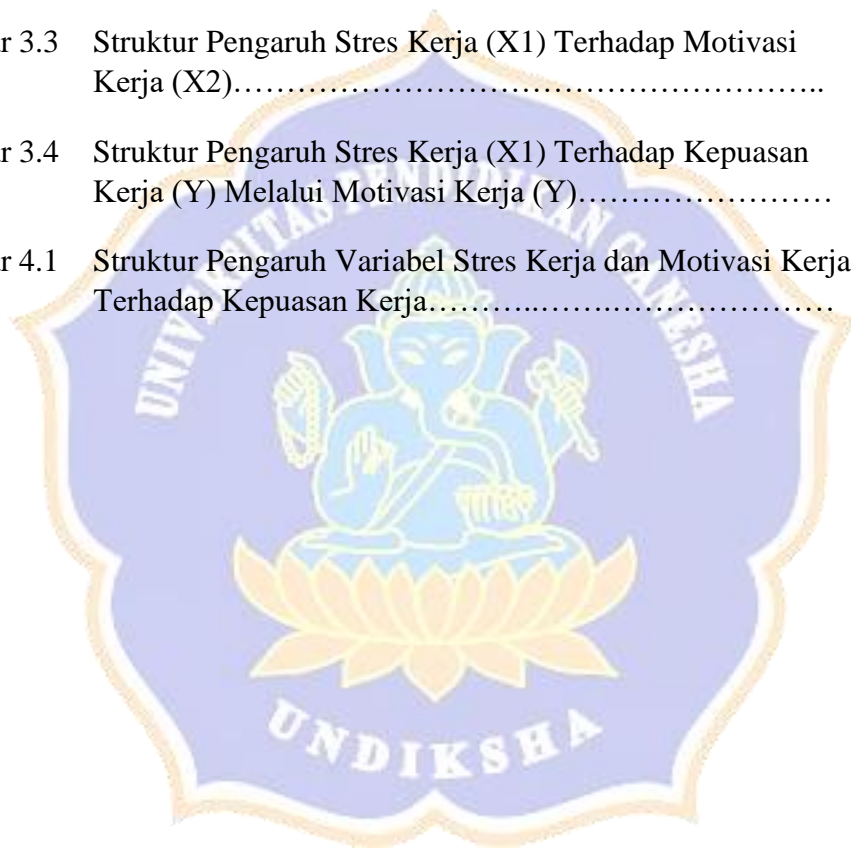 r 3.3 Struktur Pengaruh Stres Kerja (X1) Terhadap Motivasi
Kerja (X2)…………………………………………………..
r 3.4 Struktur Pengaruh Stres Kerja (X1) Terhadap Kepuasan
Kerja (Y) Melalui Motivasi Kerja (Y)……………………
r 4.1 Struktur Pengaruh Variabel Stres Kerja dan Motivasi Kerja
Terhadap Kepuasan Kerja………..…….…………………
UNIVERSITAS PENDIDIKAN GANESHA
UNDIKSHA